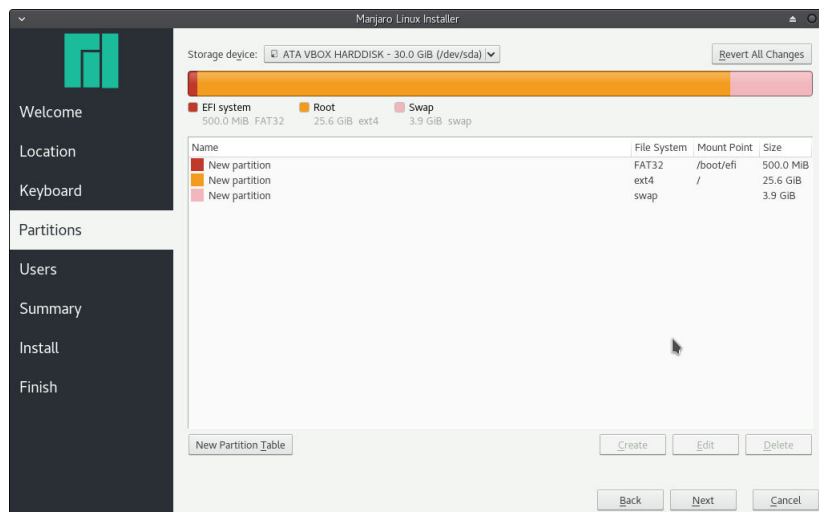 Manjaro Linux Installer
Storage device: ATA VBOX HARDDISK - 30.0 GiB (/dev/sda) Revert All Changes
Welcome
EFI system Root Swap
500.0 MiB FAT32 25.6 GiB ext4 3.9 GiB swap
Location
Name File System Mount Point Size
New partition FAT32 /boot/efi 500.0 MiB
New partition ext4 / 25.6 GiB
New partition swap 3.9 GiB
Keyboard
Partitions
Users
Summary
Install
Finish
New Partition Table Create Edit Delete
Back Next Cancel